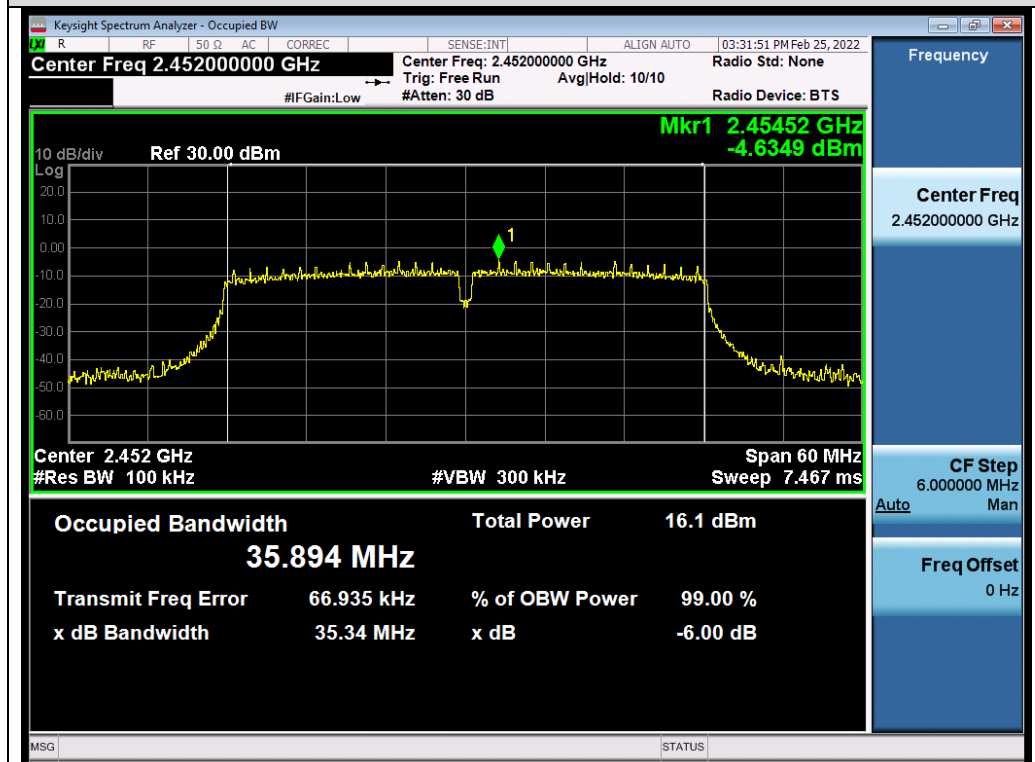 Keysight Spectrum Analyzer - Occupied BW
LXI R RF 50 Ω AC CORREC SENSE:INT ALIGN AUTO 03:31:51 PM Feb 25, 2022
Center Freq 2.452000000 GHz
Center Freq: 2.452000000 GHz Radio Std: None
Trig: Free Run Avg|Hold: 10/10
#IFGain:Low #Atten: 30 dB Radio Device: BTS
Mkr1 2.45452 GHz
-4.6349 dBm
10 dB/div Ref 30.00 dBm
Log
20.0
10.0
0.00
-10.0
-20.0
-30.0
-40.0
-50.0
-60.0
1
Center 2.452 GHz Span 60 MHz
#Res BW 100 kHz #VBW 300 kHz Sweep 7.467 ms
Occupied Bandwidth Total Power 16.1 dBm
35.894 MHz
Transmit Freq Error 66.935 kHz % of OBW Power 99.00 %
x dB Bandwidth 35.34 MHz x dB -6.00 dB
MSG STATUS
Frequency
Center Freq
2.452000000 GHz
CF Step
6.000000 MHz
Auto Man
Freq Offset
0 Hz